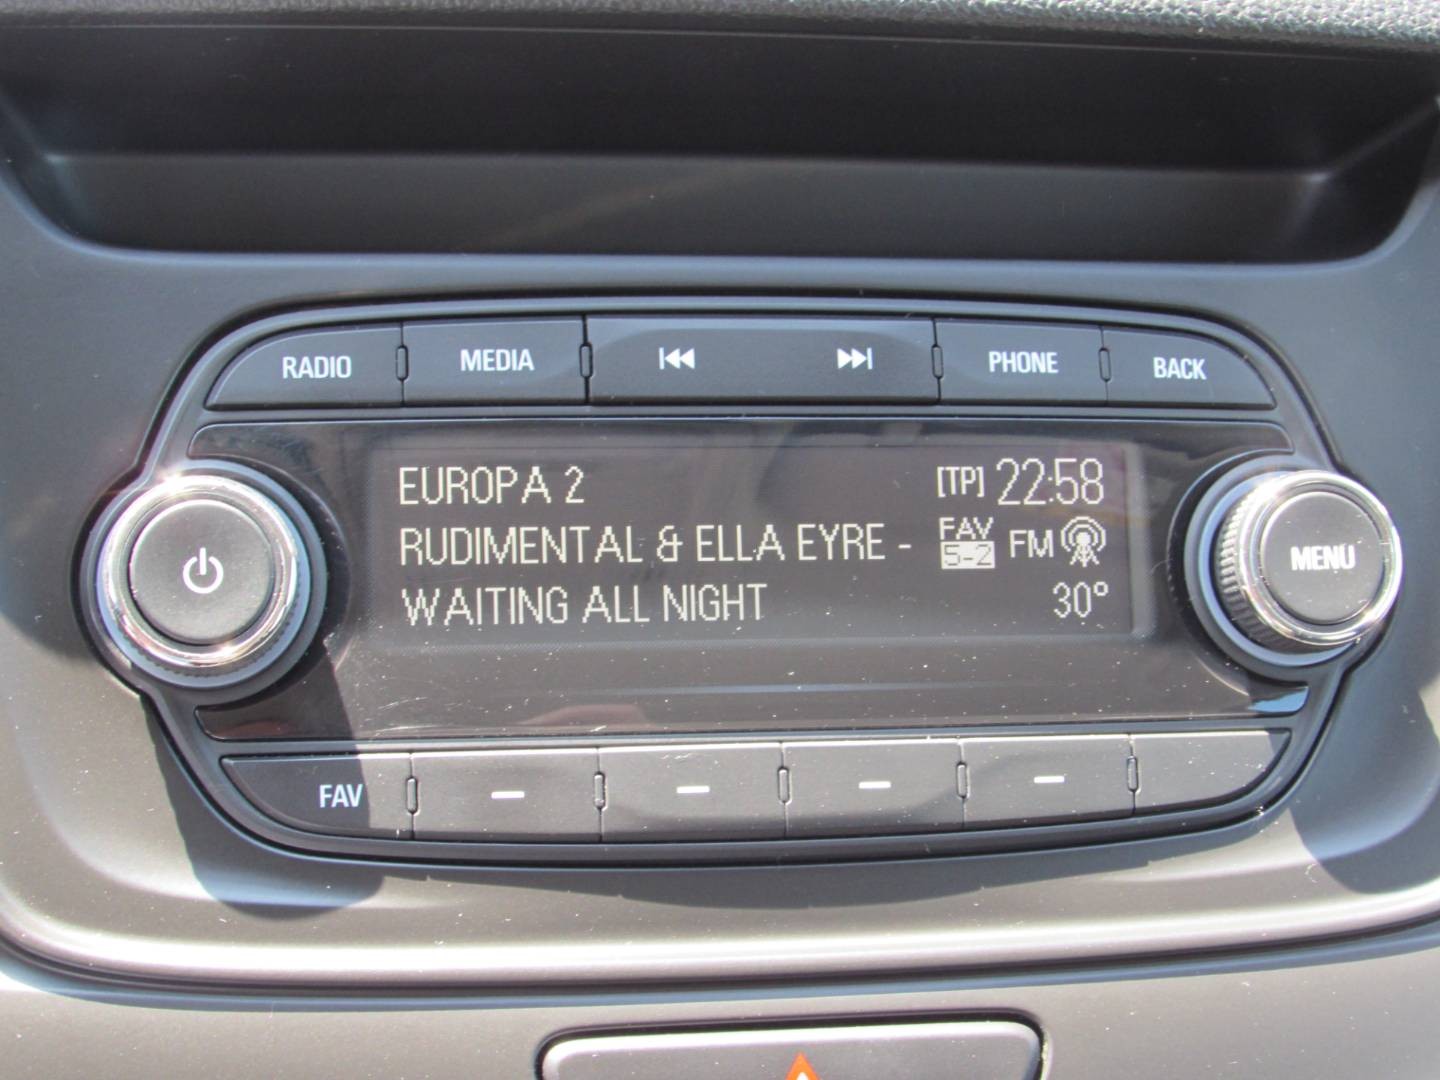 RADIO MEDIA PHONE BACK
EUROPA 2 [TP] 22:58
RUDIMENTAL & ELLA EYRE - FAV 5-2 FM
WAITING ALL NIGHT 30°
MENU
FAV